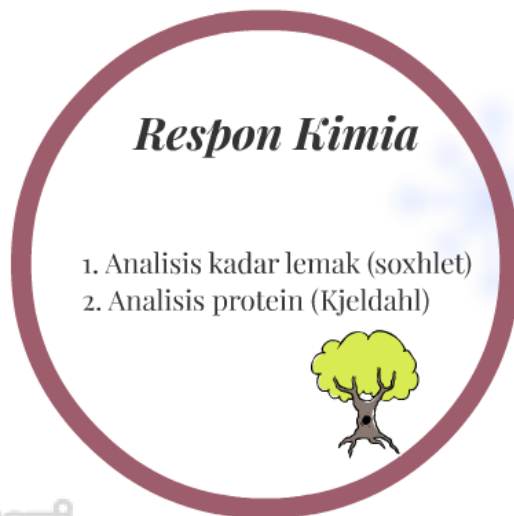 Respon Kimia
1. Analisis kadar lemak (soxhlet)
2. Analisis protein (Kjeldahl)